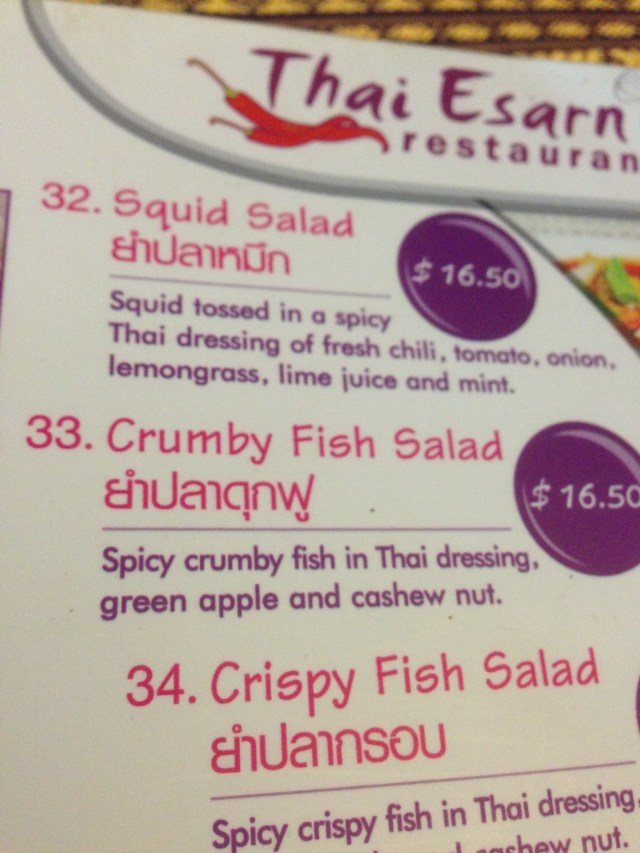 Thai Esarn
restauran
32. Squid Salad
ยำปลาหมึก
$ 16.50
Squid tossed in a spicy
Thai dressing of fresh chili, tomato, onion,
lemongrass, lime juice and mint.
33. Crumby Fish Salad
ยำปลาดุกฟู
$ 16.50
Spicy crumby fish in Thai dressing,
green apple and cashew nut.
34. Crispy Fish Salad
ยำปลากรอบ
Spicy crispy fish in Thai dressing,
cashew nut.